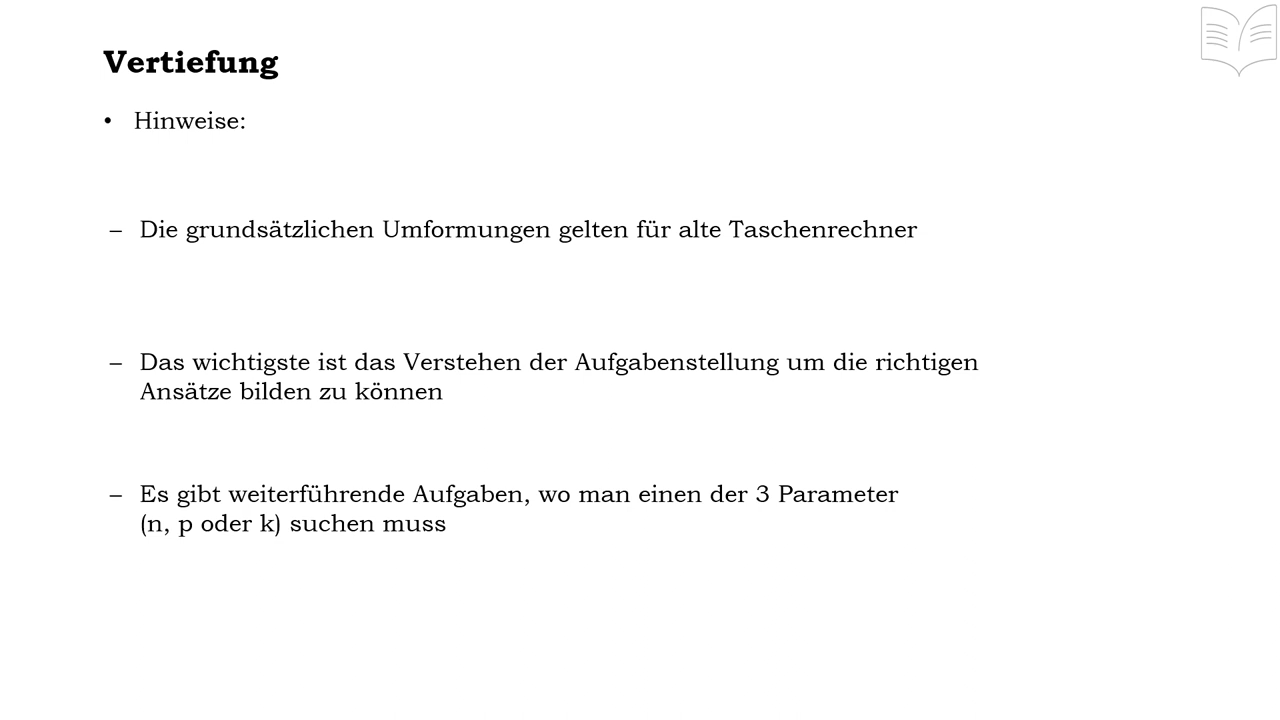 Vertiefung
• Hinweise:
– Die grundsätzlichen Umformungen gelten für alte Taschenrechner
– Das wichtigste ist das Verstehen der Aufgabenstellung um die richtigen
Ansätze bilden zu können
– Es gibt weiterführende Aufgaben, wo man einen der 3 Parameter
(n, p oder k) suchen muss